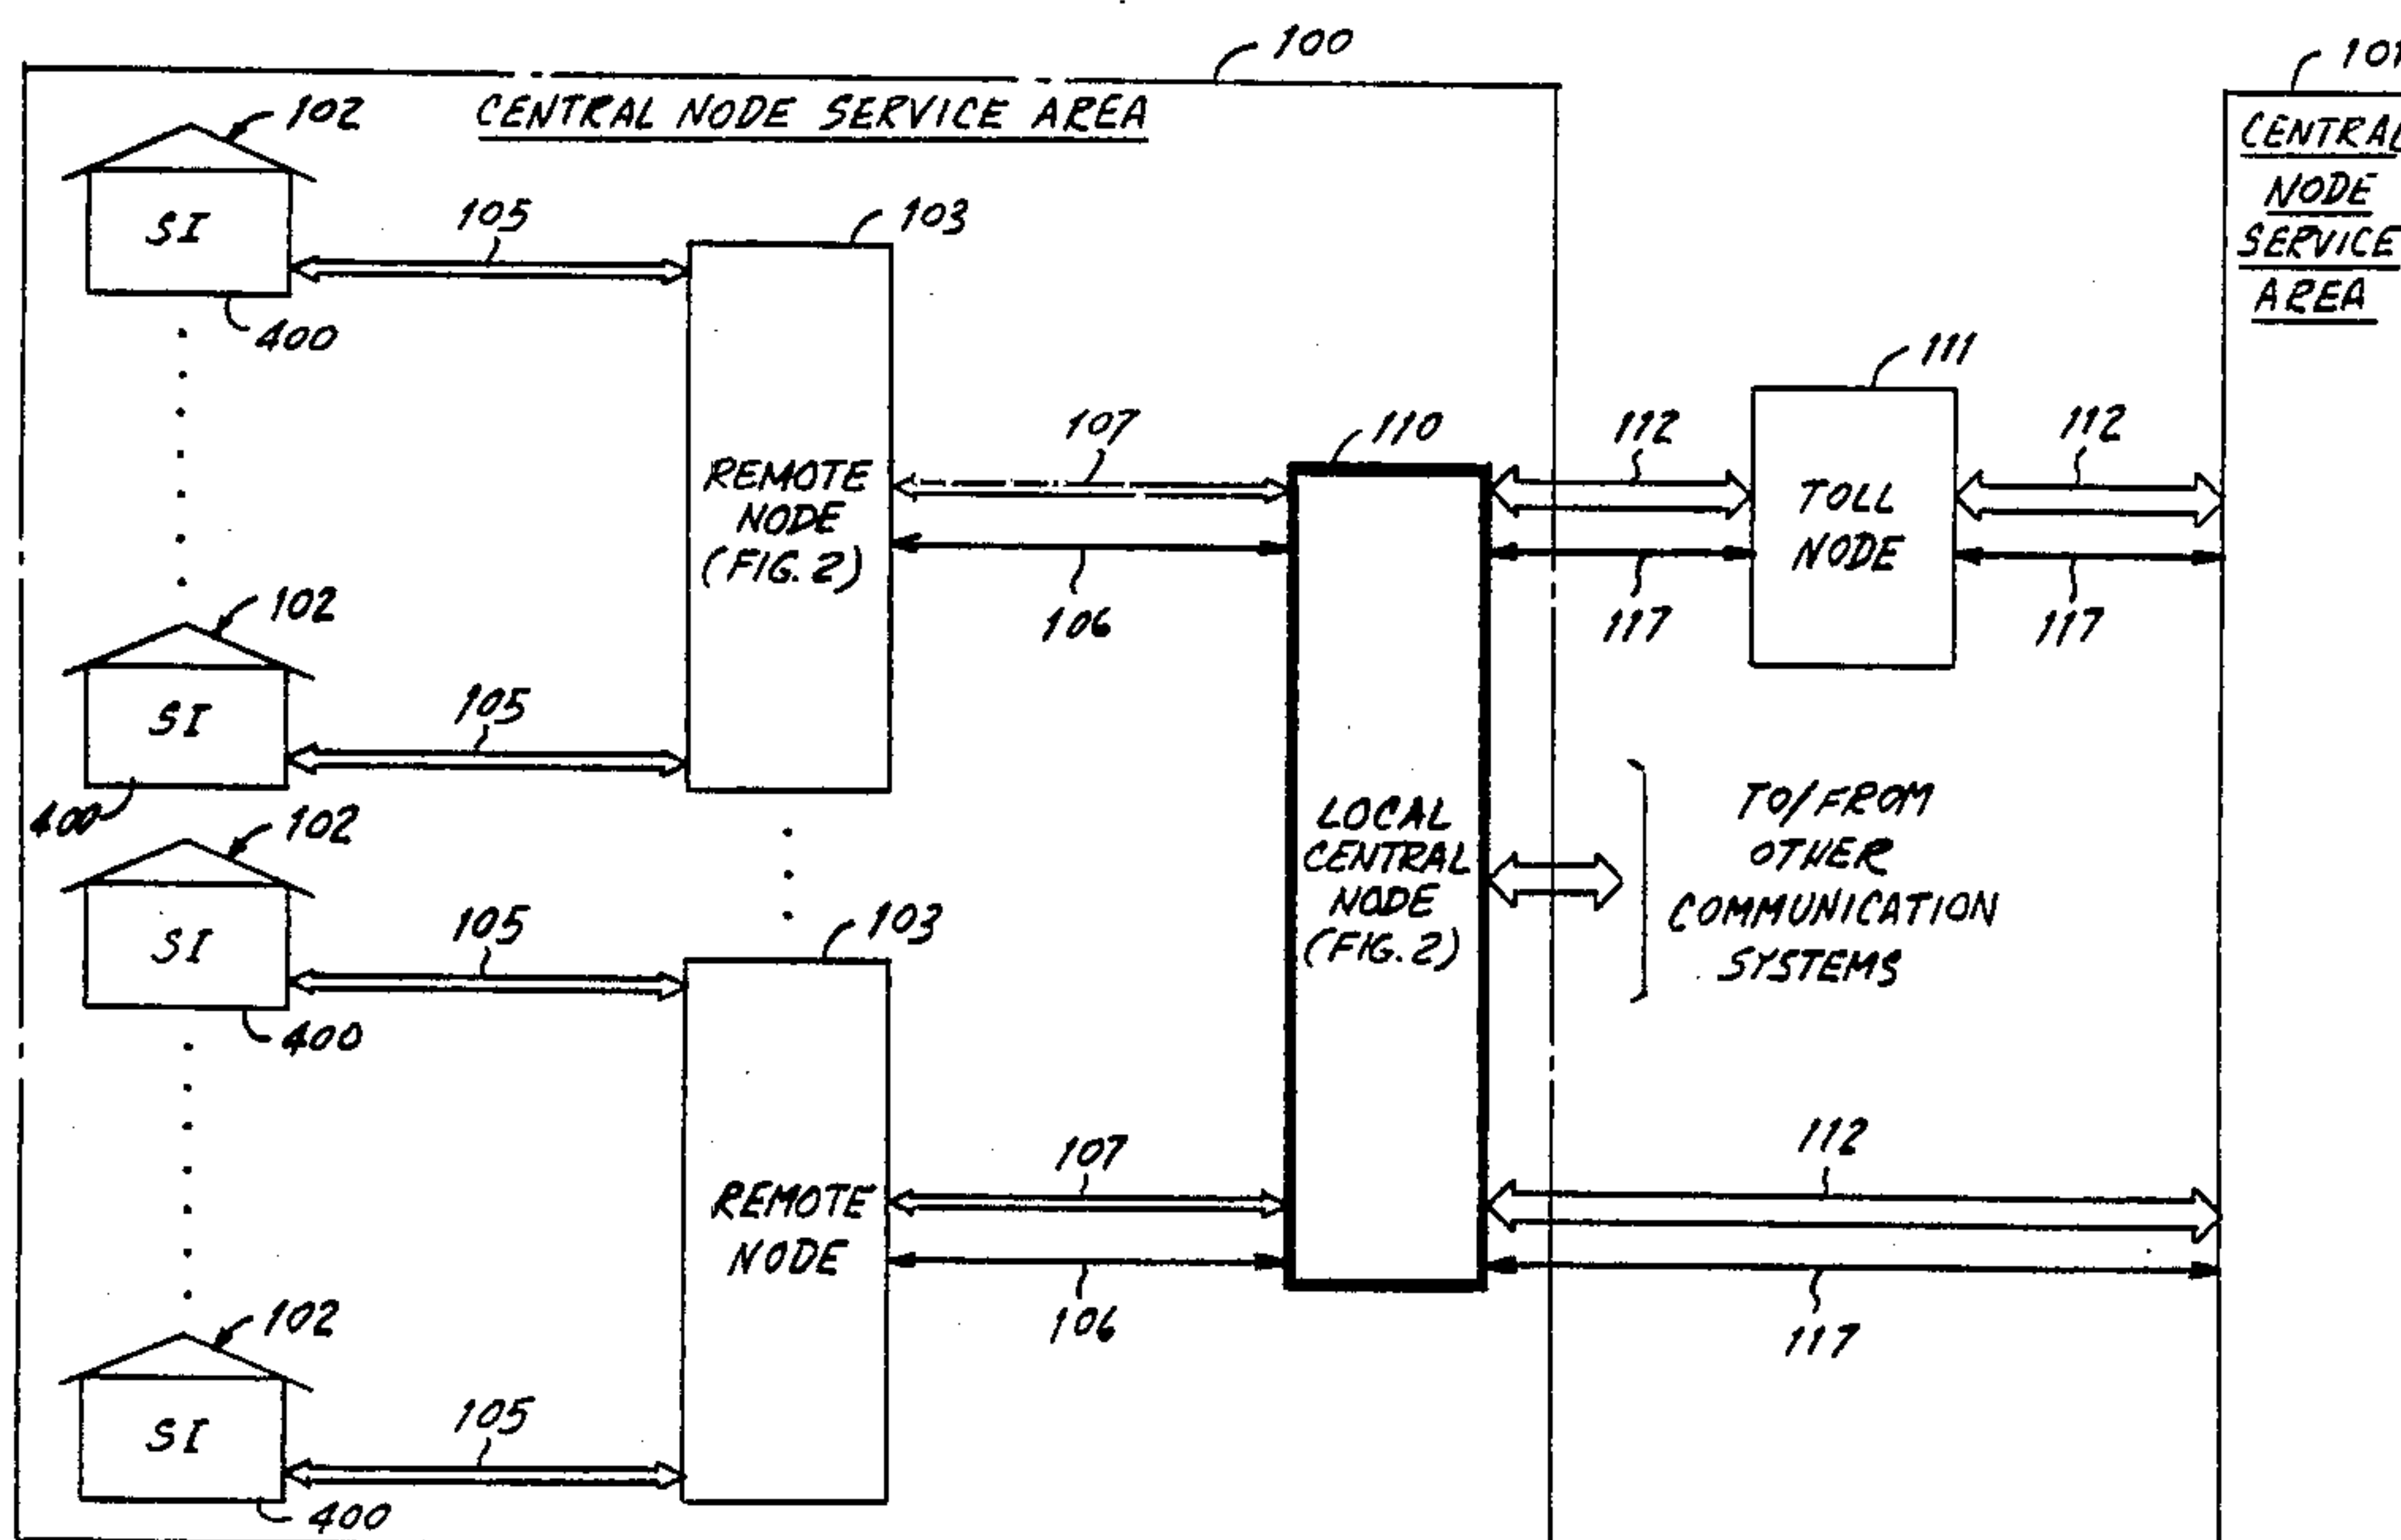 100
101
CENTRAL NODE SERVICE AREA
CENTRAL
NODE
SERVICE
AREA
102
SI
400
105
103
REMOTE
NODE
(FIG. 2)
107
106
110
LOCAL
CENTRAL
NODE
(FIG. 2)
112
117
111
TOLL
NODE
112
117
102
SI
400
105
TO/FROM
OTHER
COMMUNICATION
SYSTEMS
102
SI
400
105
103
REMOTE
NODE
107
106
112
117
102
SI
400
105